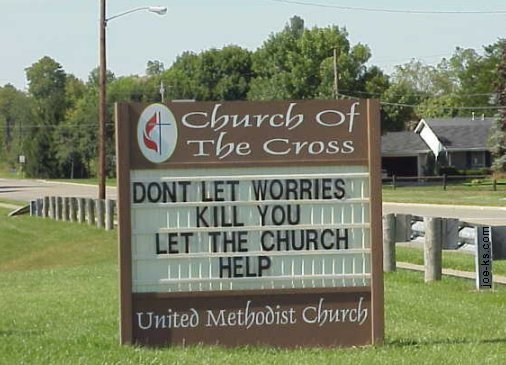 Church Of
The Cross
DONT LET WORRIES
KILL YOU
LET THE CHURCH
HELP
United Methodist Church
joe-ks.com